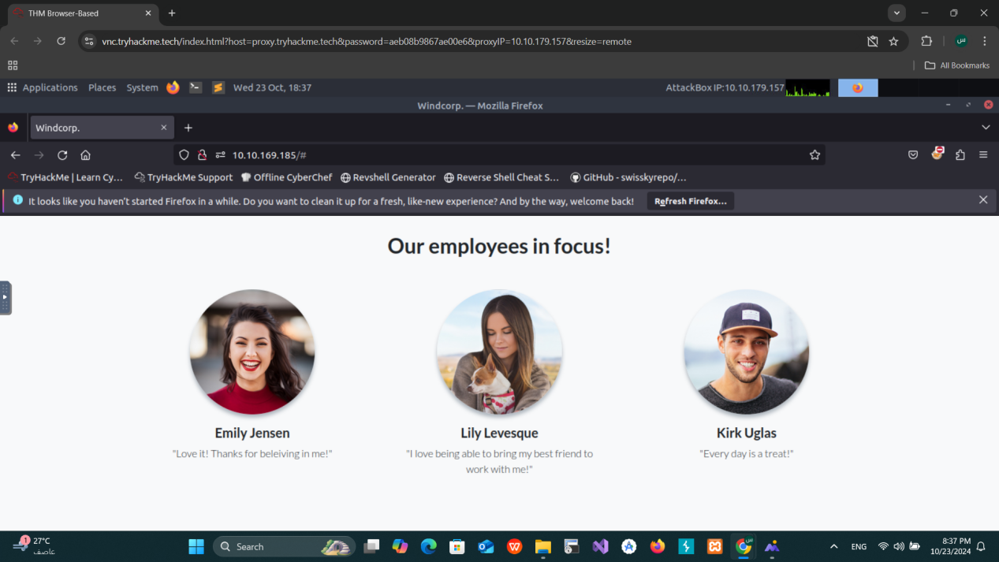 THM Browser-Based
vnc.tryhackme.tech/index.html?host=proxy.tryhackme.tech&password=aeb08b9867ae00e6&proxyIP=10.10.179.157&resize=remote
س
All Bookmarks
Applications Places System Wed 23 Oct, 18:37 AttackBox IP:10.10.179.157
Windcorp. — Mozilla Firefox
Windcorp.
10.10.169.185/#
TryHackMe | Learn Cy… TryHackMe Support Offline CyberChef Revshell Generator Reverse Shell Cheat S… GitHub - swisskyrepo/…
It looks like you haven’t started Firefox in a while. Do you want to clean it up for a fresh, like-new experience? And by the way, welcome back! Refresh Firefox…
Our employees in focus!
Emily Jensen Lily Levesque Kirk Uglas
"Love it! Thanks for beleiving in me!" "I love being able to bring my best friend to work with me!" "Every day is a treat!"
1 27°C
عاصف
Search
ENG
8:37 PM
10/23/2024